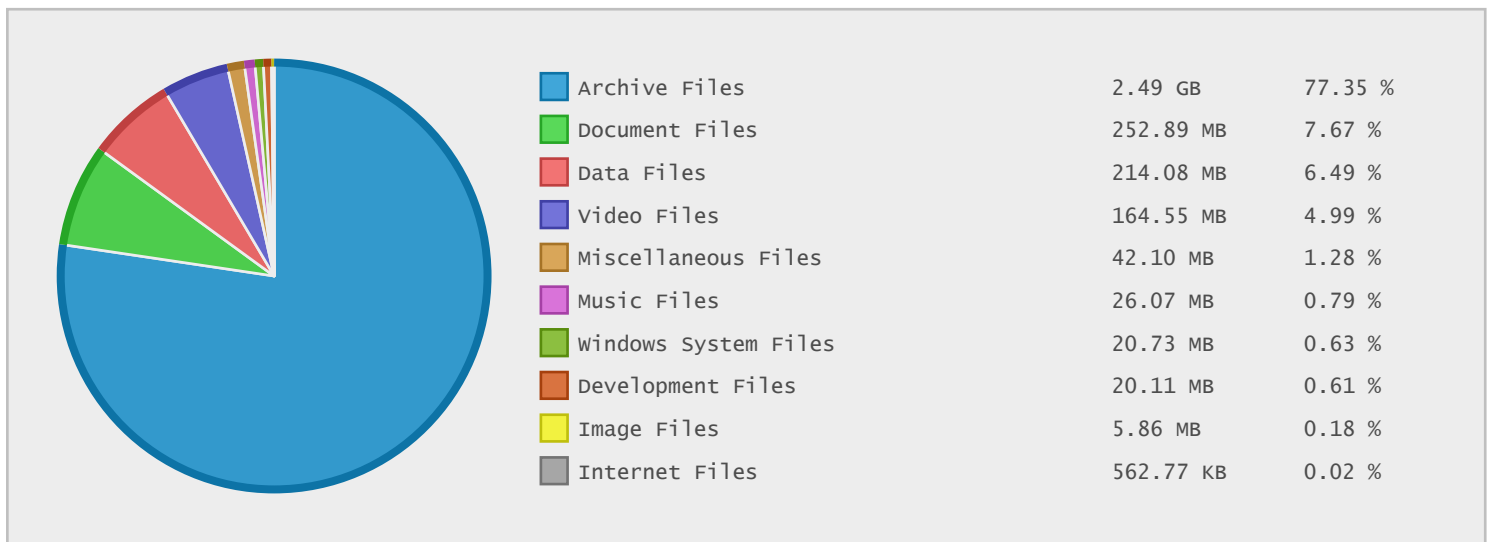 Archive Files 2.49 GB 77.35 %
Document Files 252.89 MB 7.67 %
Data Files 214.08 MB 6.49 %
Video Files 164.55 MB 4.99 %
Miscellaneous Files 42.10 MB 1.28 %
Music Files 26.07 MB 0.79 %
Windows System Files 20.73 MB 0.63 %
Development Files 20.11 MB 0.61 %
Image Files 5.86 MB 0.18 %
Internet Files 562.77 KB 0.02 %